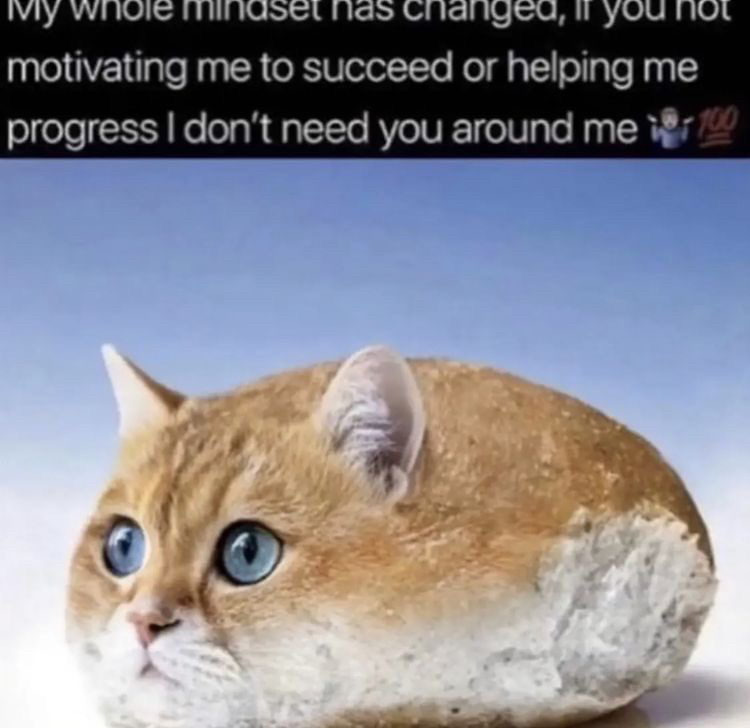 My whole mindset has changed, if you not
motivating me to succeed or helping me
progress I don't need you around me 🤷‍♂️💯